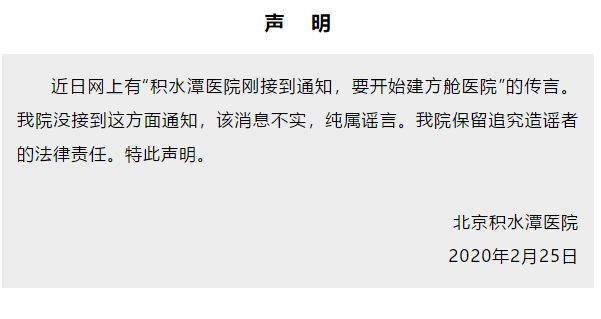 声 明
近日网上有“积水潭医院刚接到通知，要开始建方舱医院”的传言。
我院没接到这方面通知，该消息不实，纯属谣言。我院保留追究造谣者
的法律责任。特此声明。
北京积水潭医院
2020年2月25日